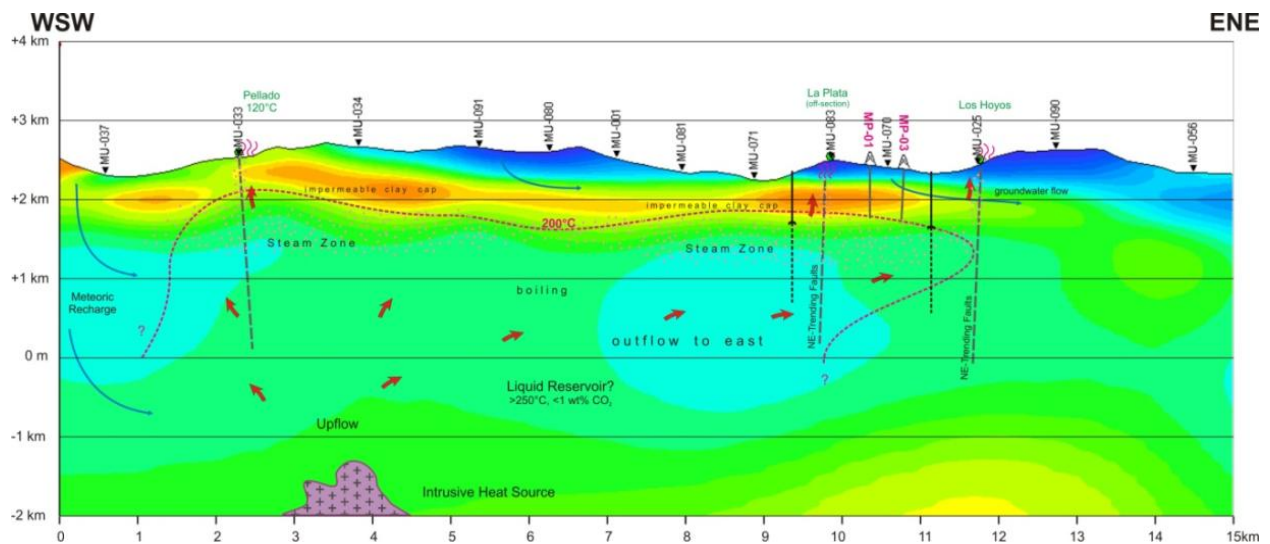 WSW
ENE
+4 km
+3 km
+2 km
+1 km
0 m
-1 km
-2 km
Pellado
120°C
La Plata
(off-section)
Los Hoyos
MU-037
MU-033
MU-034
MU-091
MU-080
MU-001
MU-081
MU-071
MU-083
MP-01
MU-070
MP-03
MU-025
MU-090
MU-056
impermeable clay cap
impermeable clay cap
groundwater flow
200°C
Steam Zone
Steam Zone
boiling
Meteoric
Recharge
?
outflow to east
NE-Trending Faults
NE-Trending Faults
?
Liquid Reservoir?
>250°C, <1 wt% CO₂
Upflow
Intrusive Heat Source
0 1 2 3 4 5 6 7 8 9 10 11 12 13 14 15km